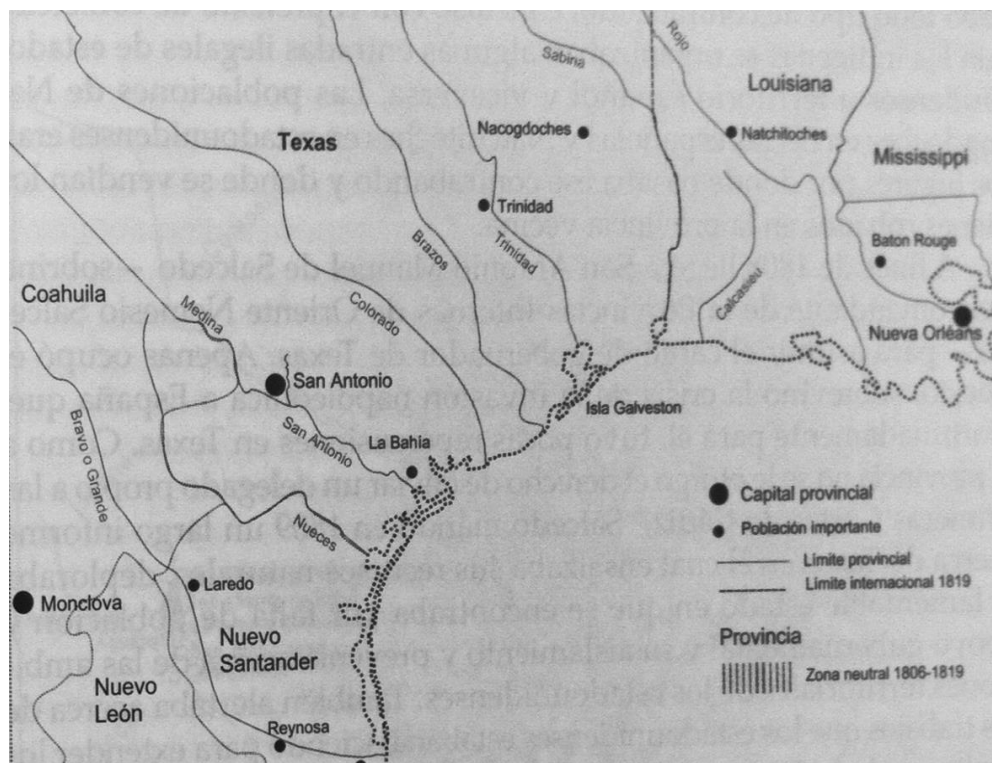 Sabina
Rojo
Louisiana
Natchitoches
Mississippi
Texas
Nacogdoches
Trinidad
Trinidad
Brazos
Colorado
Calcasieu
Baton Rouge
Nueva Orléans
Coahuila
Medina
San Antonio
Isla Galveston
San Antonio
La Bahía
Bravo o Grande
Nueces
Laredo
Monclova
Nuevo
Santander
Nuevo
León
Reynosa
Capital provincial
Población importante
Límite provincial
Límite internacional 1819
Provincia
Zona neutral 1806-1819